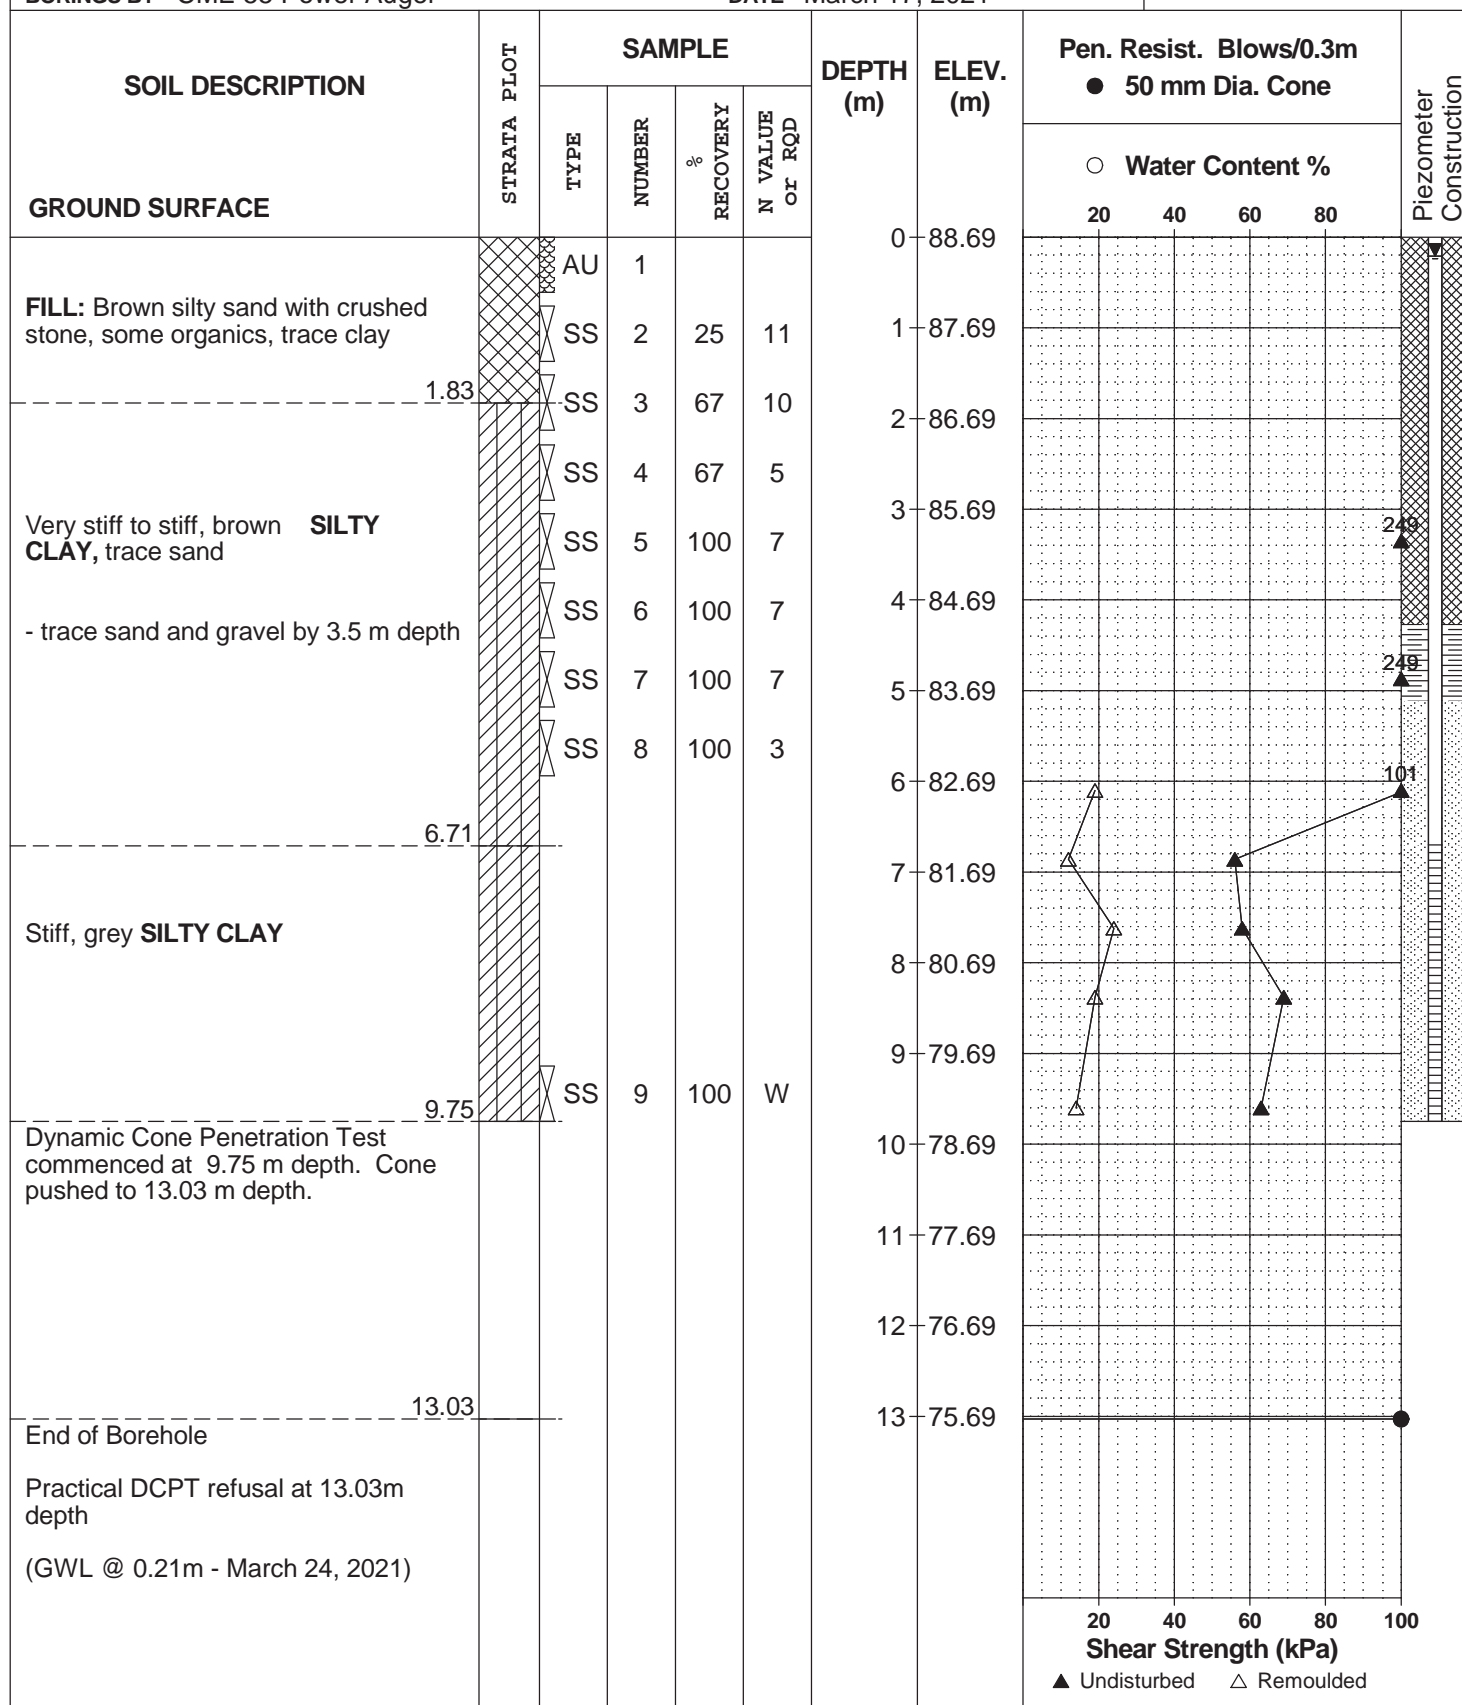 SOIL DESCRIPTION
GROUND SURFACE
STRATA PLOT
SAMPLE
TYPE
NUMBER
%
RECOVERY
N VALUE
or RQD
DEPTH
(m)
ELEV.
(m)
Pen. Resist. Blows/0.3m
● 50 mm Dia. Cone
○ Water Content %
20 40 60 80
Piezometer
Construction
0 88.69
AU 1
FILL: Brown silty sand with crushed
stone, some organics, trace clay
SS 2 25 11
1 87.69
1.83
SS 3 67 10
2 86.69
SS 4 67 5
3 85.69
Very stiff to stiff, brown SILTY
CLAY, trace sand
SS 5 100 7
249
4 84.69
SS 6 100 7
- trace sand and gravel by 3.5 m depth
SS 7 100 7
249
5 83.69
SS 8 100 3
6 82.69
101
6.71
7 81.69
Stiff, grey SILTY CLAY
8 80.69
9 79.69
SS 9 100 W
9.75
Dynamic Cone Penetration Test
commenced at 9.75 m depth. Cone
pushed to 13.03 m depth.
10 78.69
11 77.69
12 76.69
13.03
13 75.69
End of Borehole
Practical DCPT refusal at 13.03m
depth
(GWL @ 0.21m - March 24, 2021)
20 40 60 80 100
Shear Strength (kPa)
▲ Undisturbed △ Remoulded